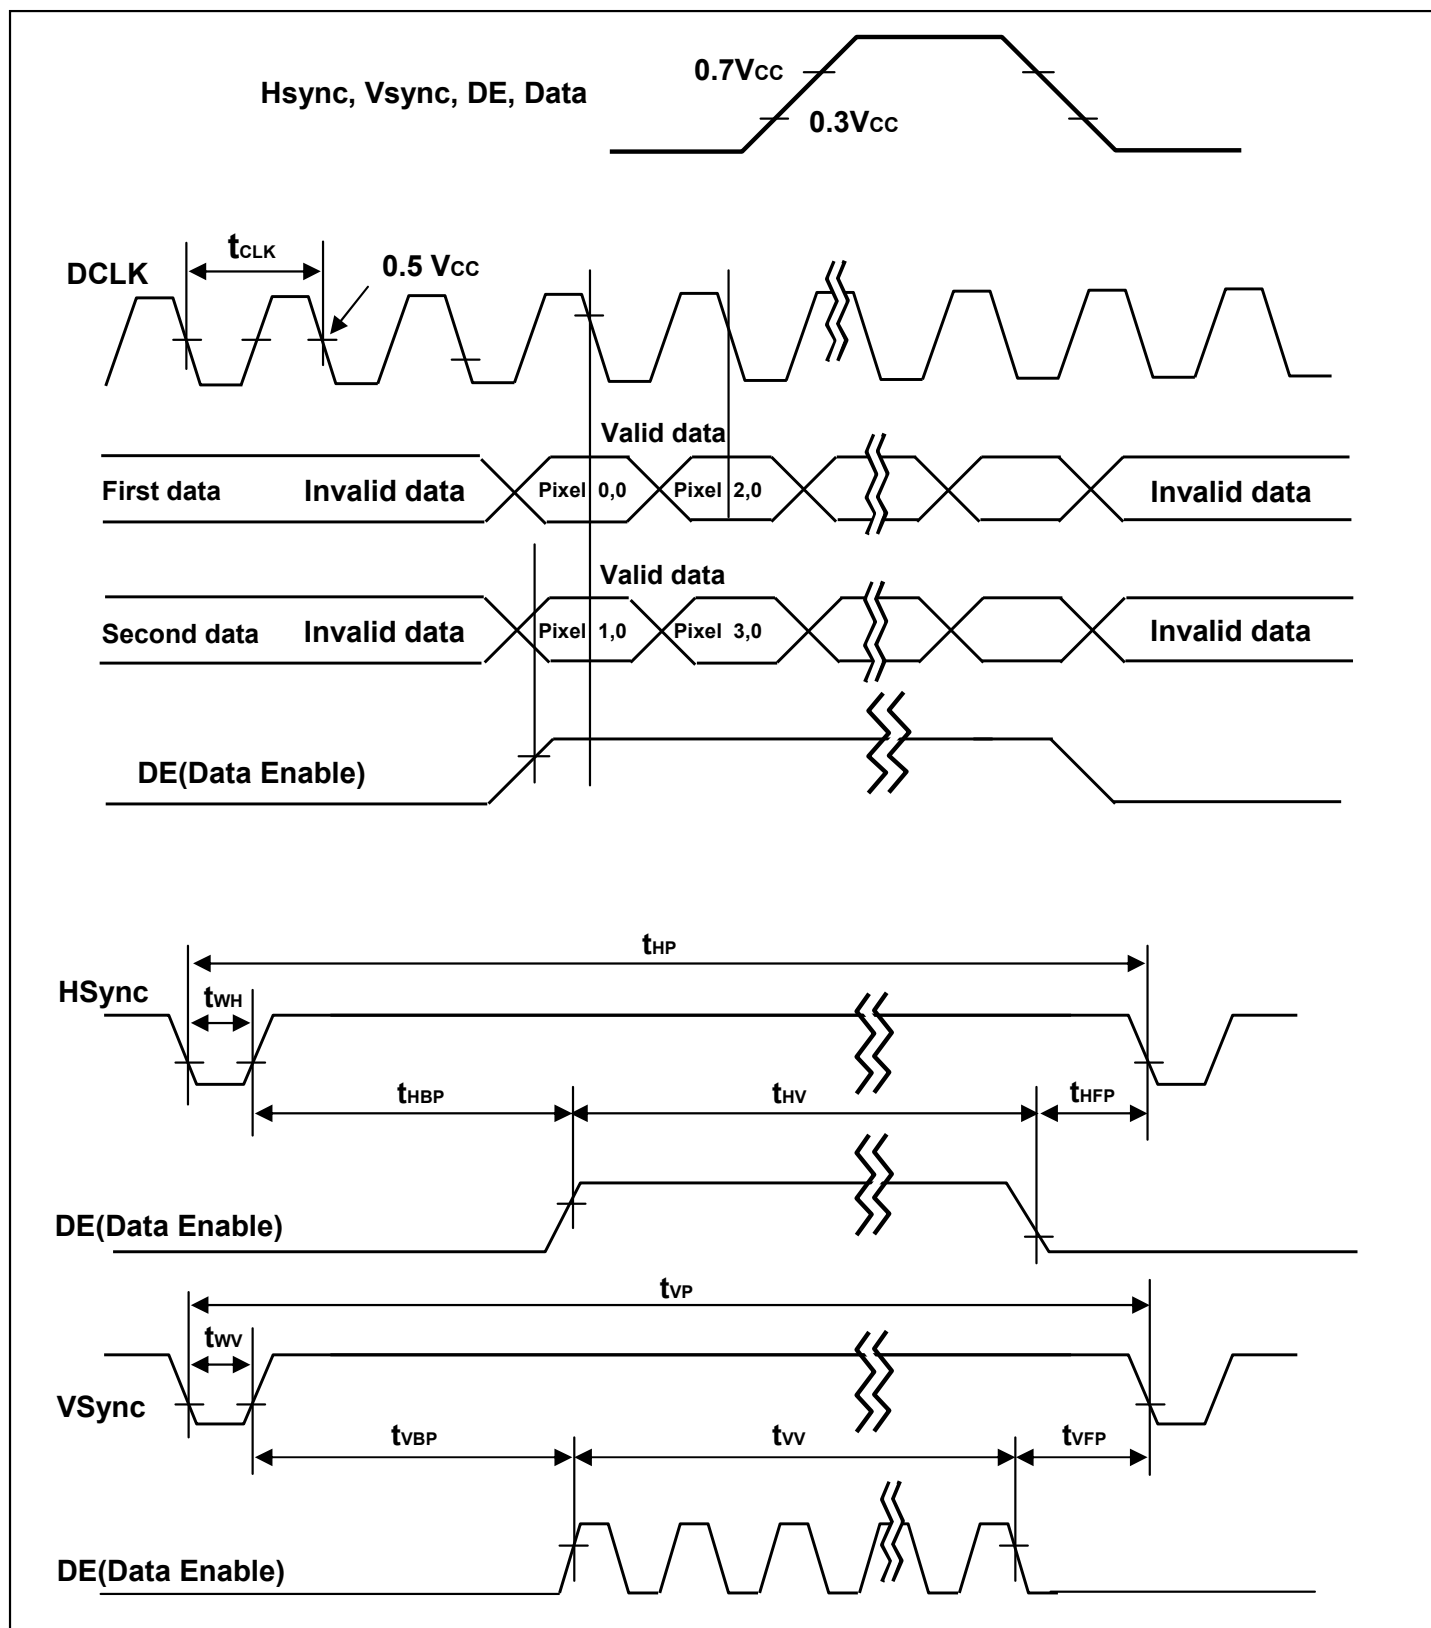 0.7VCC
Hsync, Vsync, DE, Data
0.3VCC
tCLK
DCLK
0.5 VCC
Valid data
First data
Invalid data
Pixel 0,0
Pixel 2,0
Invalid data
Valid data
Second data
Invalid data
Pixel 1,0
Pixel 3,0
Invalid data
DE(Data Enable)
tHP
HSync
tWH
tHBP
tHV
tHFP
DE(Data Enable)
tVP
tWV
VSync
tVBP
tVV
tVFP
DE(Data Enable)